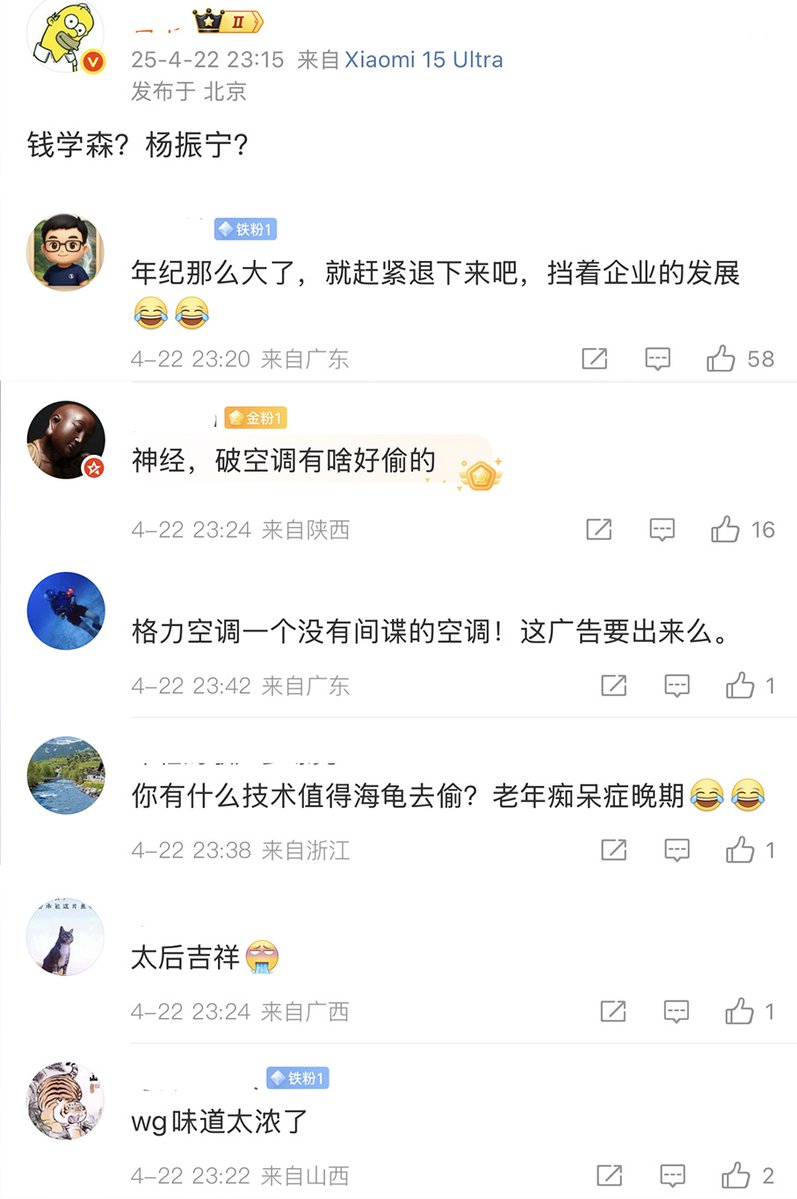 II
25-4-22 23:15 来自 Xiaomi 15 Ultra
发布于 北京
钱学森？杨振宁？
铁粉1
年纪那么大了，就赶紧退下来吧，挡着企业的发展
😂😂
4-22 23:20 来自广东 58
金粉1
神经，破空调有啥好偷的
4-22 23:24 来自陕西 16
格力空调一个没有间谍的空调！这广告要出来么。
4-22 23:42 来自广东 1
你有什么技术值得海龟去偷？老年痴呆症晚期😂😂
4-22 23:38 来自浙江 1
太后吉祥
4-22 23:24 来自广西 1
铁粉1
wg味道太浓了
4-22 23:22 来自山西 2